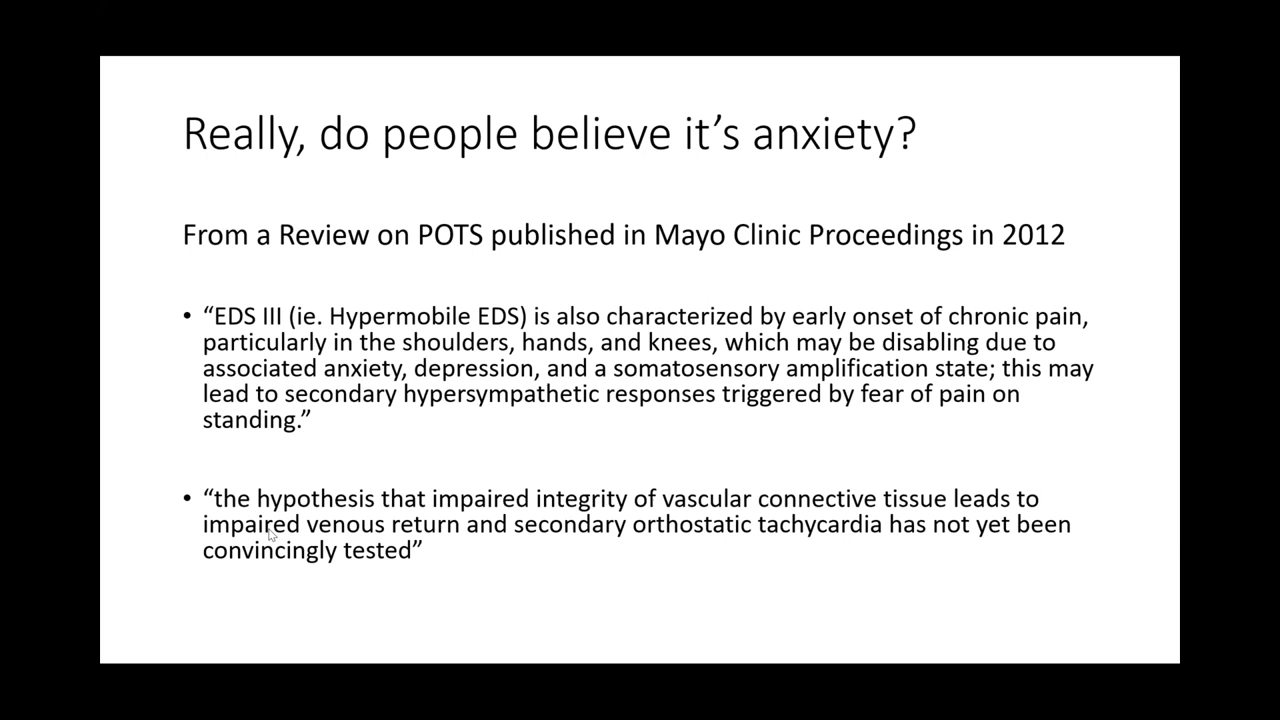 Really, do people believe it’s anxiety?
From a Review on POTS published in Mayo Clinic Proceedings in 2012
• “EDS III (ie. Hypermobile EDS) is also characterized by early onset of chronic pain,
particularly in the shoulders, hands, and knees, which may be disabling due to
associated anxiety, depression, and a somatosensory amplification state; this may
lead to secondary hypersympathetic responses triggered by fear of pain on
standing.”
• “the hypothesis that impaired integrity of vascular connective tissue leads to
impaired venous return and secondary orthostatic tachycardia has not yet been
convincingly tested”